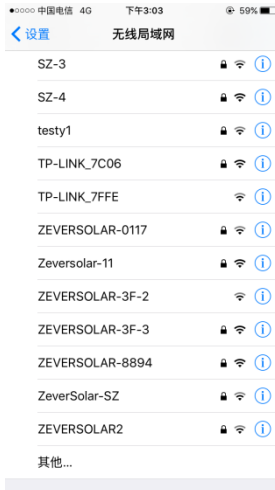 中国电信 4G 下午3:03 59%
设置 无线局域网
SZ-3
SZ-4
testy1
TP-LINK_7C06
TP-LINK_7FFE
ZEVERSOLAR-0117
Zeversolar-11
ZEVERSOLAR-3F-2
ZEVERSOLAR-3F-3
ZEVERSOLAR-8894
ZeverSolar-SZ
ZEVERSOLAR2
其他...